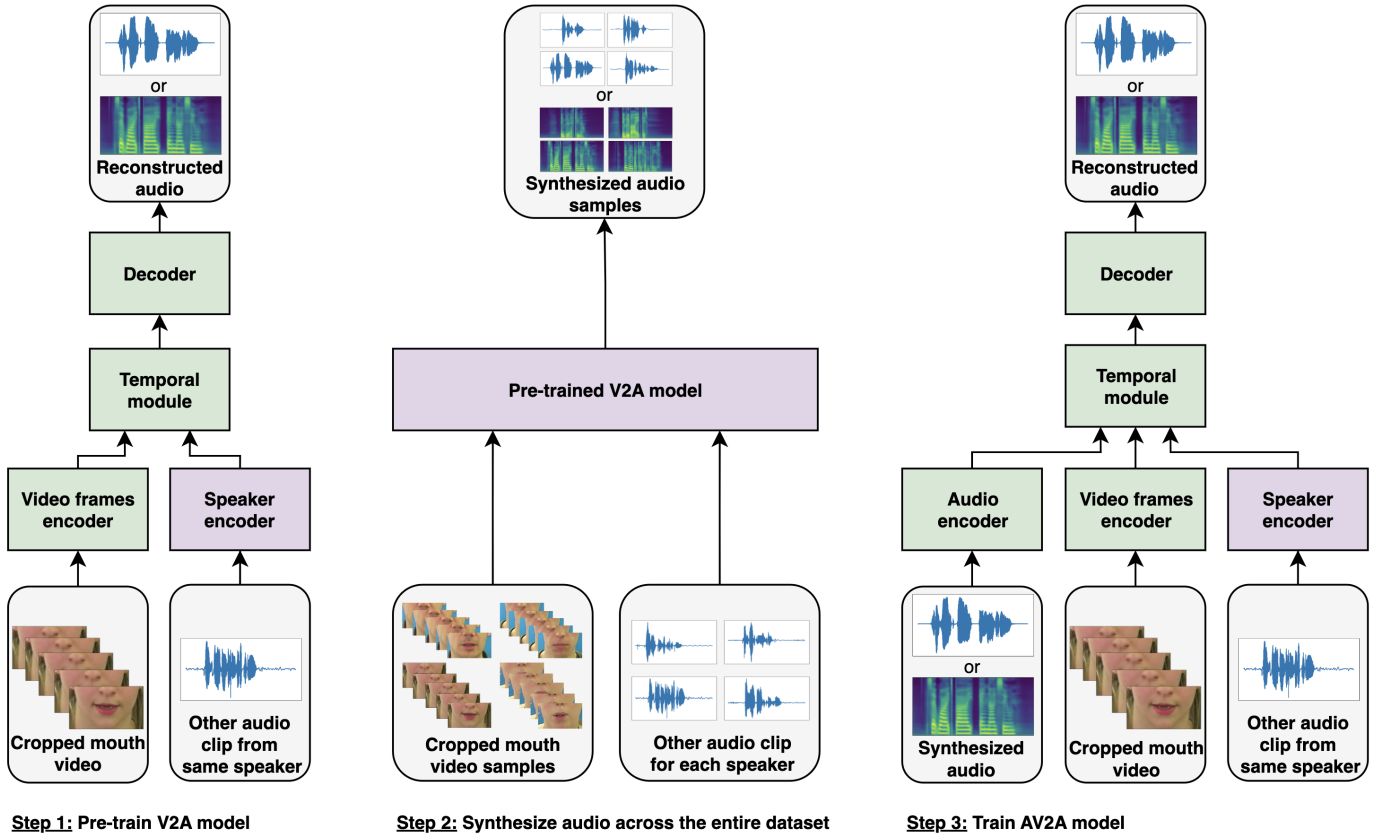 or
Reconstructed
audio
Decoder
Temporal
module
Video frames
encoder
Speaker
encoder
Cropped mouth
video
Other audio
clip from
same speaker
Step 1: Pre-train V2A model
or
Synthesized audio
samples
Pre-trained V2A model
Cropped mouth
video samples
Other audio clip
for each speaker
Step 2: Synthesize audio across the entire dataset
or
Reconstructed
audio
Decoder
Temporal
module
Audio
encoder
Video frames
encoder
Speaker
encoder
or
Synthesized
audio
Cropped mouth
video
Other audio
clip from
same speaker
Step 3: Train AV2A model